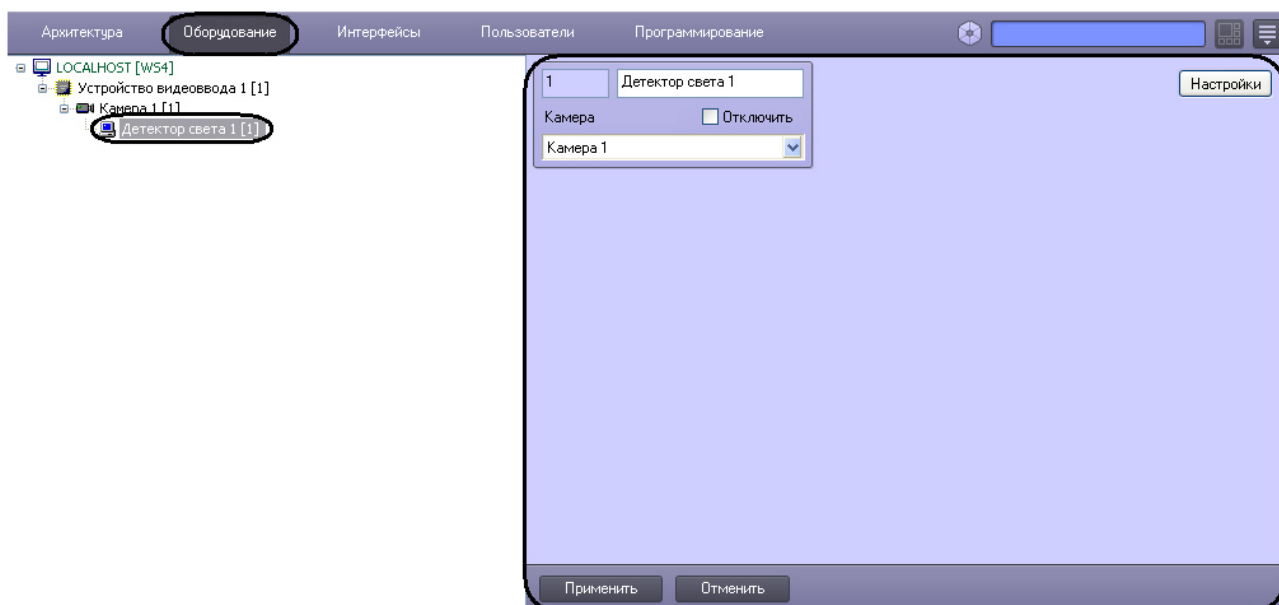 Архитектура Оборудование Интерфейсы Пользователи Программирование
LOCALHOST [WS4]
Устройство видеоввода 1 [1]
Камера 1 [1]
Детектор света 1 [1]
1 Детектор света 1
Настройки
Камера Отключить
Камера 1
Применить Отменить